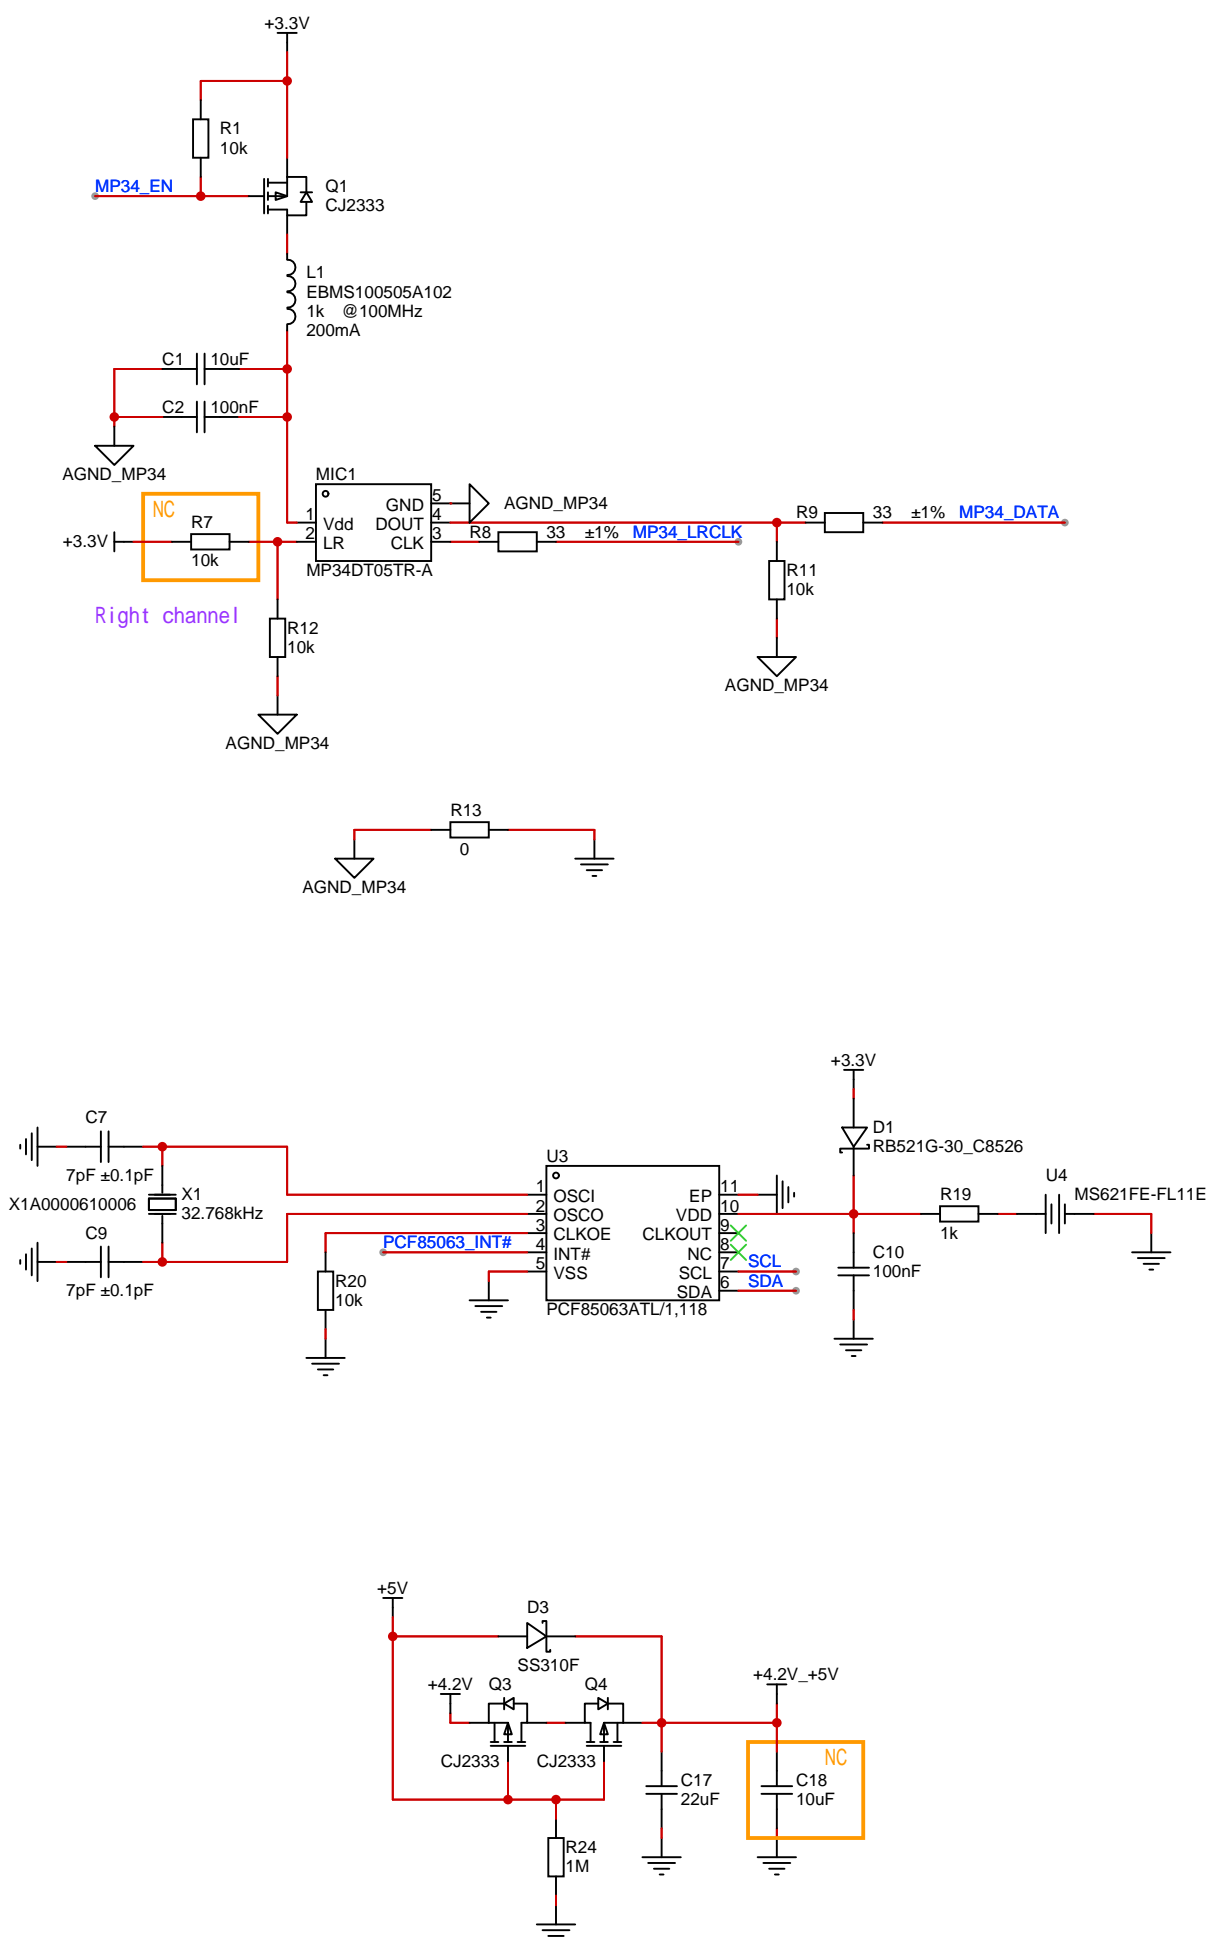 +3.3V
R1
10k
MP34_EN
Q1
CJ2333
L1
EBMS100505A102
1k @100MHz
200mA
C1 10uF
C2 100nF
AGND_MP34
MIC1
NC
R7
10k
+3.3V
1 Vdd
2 LR
GND 5
DOUT 4
CLK 3
MP34DT05TR-A
AGND_MP34
R8 33 ±1% MP34_LRCLK
R9 33 ±1% MP34_DATA
R11
10k
AGND_MP34
Right channel
R12
10k
AGND_MP34
R13
0
AGND_MP34
+3.3V
D1
RB521G-30_C8526
C7
7pF ±0.1pF
X1A0000610006
X1
32.768kHz
C9
7pF ±0.1pF
U3
1 OSCI
2 OSCO
3 CLKOE
4 INT#
5 VSS
EP 11
VDD 10
CLKOUT 9
NC 8
SCL 7
SDA 6
PCF85063ATL/1,118
PCF85063_INT#
R20
10k
SCL
SDA
R19
1k
U4
MS621FE-FL11E
C10
100nF
+5V
D3
SS310F
+4.2V
Q3
CJ2333
Q4
CJ2333
+4.2V_+5V
NC
C17
22uF
C18
10uF
R24
1M